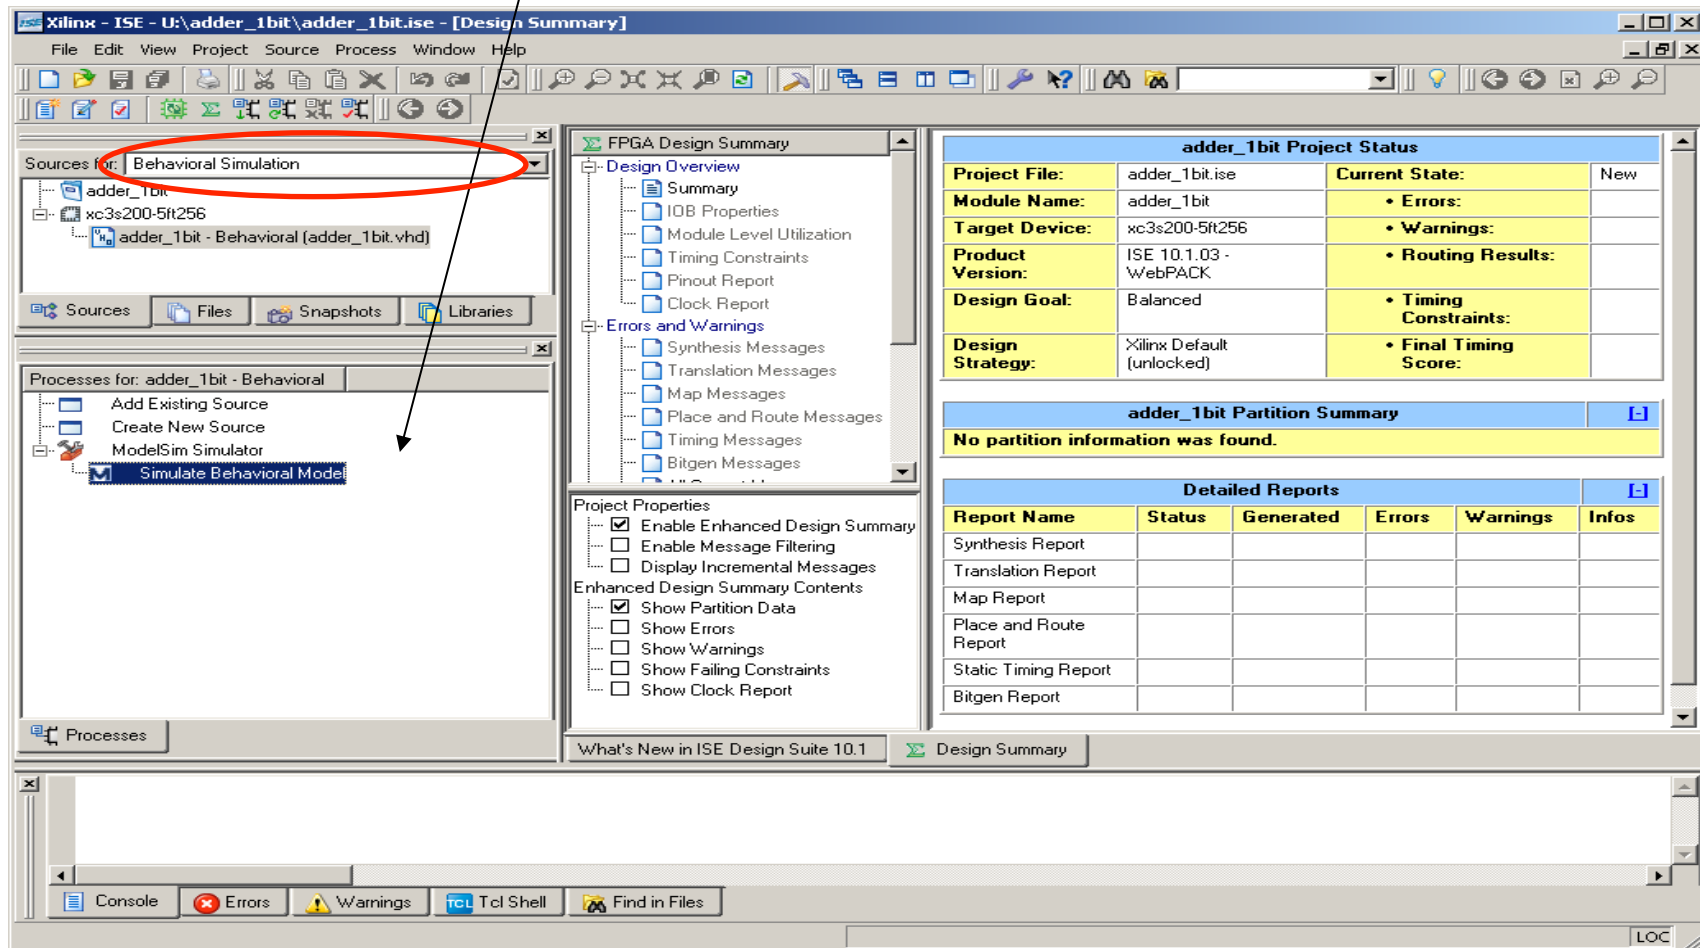 Xilinx - ISE - U:\adder_1bit\adder_1bit.ise - [Design Summary]
File Edit View Project Source Process Window Help
Sources for: Behavioral Simulation
adder_1bit
xc3s200-5ft256
adder_1bit - Behavioral (adder_1bit.vhd)
Sources Files Snapshots Libraries
Processes for: adder_1bit - Behavioral
Add Existing Source
Create New Source
ModelSim Simulator
Simulate Behavioral Model
Processes
FPGA Design Summary
Design Overview
Summary
IOB Properties
Module Level Utilization
Timing Constraints
Pinout Report
Clock Report
Errors and Warnings
Synthesis Messages
Translation Messages
Map Messages
Place and Route Messages
Timing Messages
Bitgen Messages
Project Properties
Enable Enhanced Design Summary
Enable Message Filtering
Display Incremental Messages
Enhanced Design Summary Contents
Show Partition Data
Show Errors
Show Warnings
Show Failing Constraints
Show Clock Report
adder_1bit Project Status
Project File: adder_1bit.ise Current State: New
Module Name: adder_1bit • Errors:
Target Device: xc3s200-5ft256 • Warnings:
Product Version: ISE 10.1.03 - WebPACK • Routing Results:
Design Goal: Balanced • Timing Constraints:
Design Strategy: Xilinx Default (unlocked) • Final Timing Score:
adder_1bit Partition Summary [-]
No partition information was found.
Detailed Reports [-]
Report Name Status Generated Errors Warnings Infos
Synthesis Report
Translation Report
Map Report
Place and Route Report
Static Timing Report
Bitgen Report
What's New in ISE Design Suite 10.1 Design Summary
Console Errors Warnings TCL Tcl Shell Find in Files
LOC